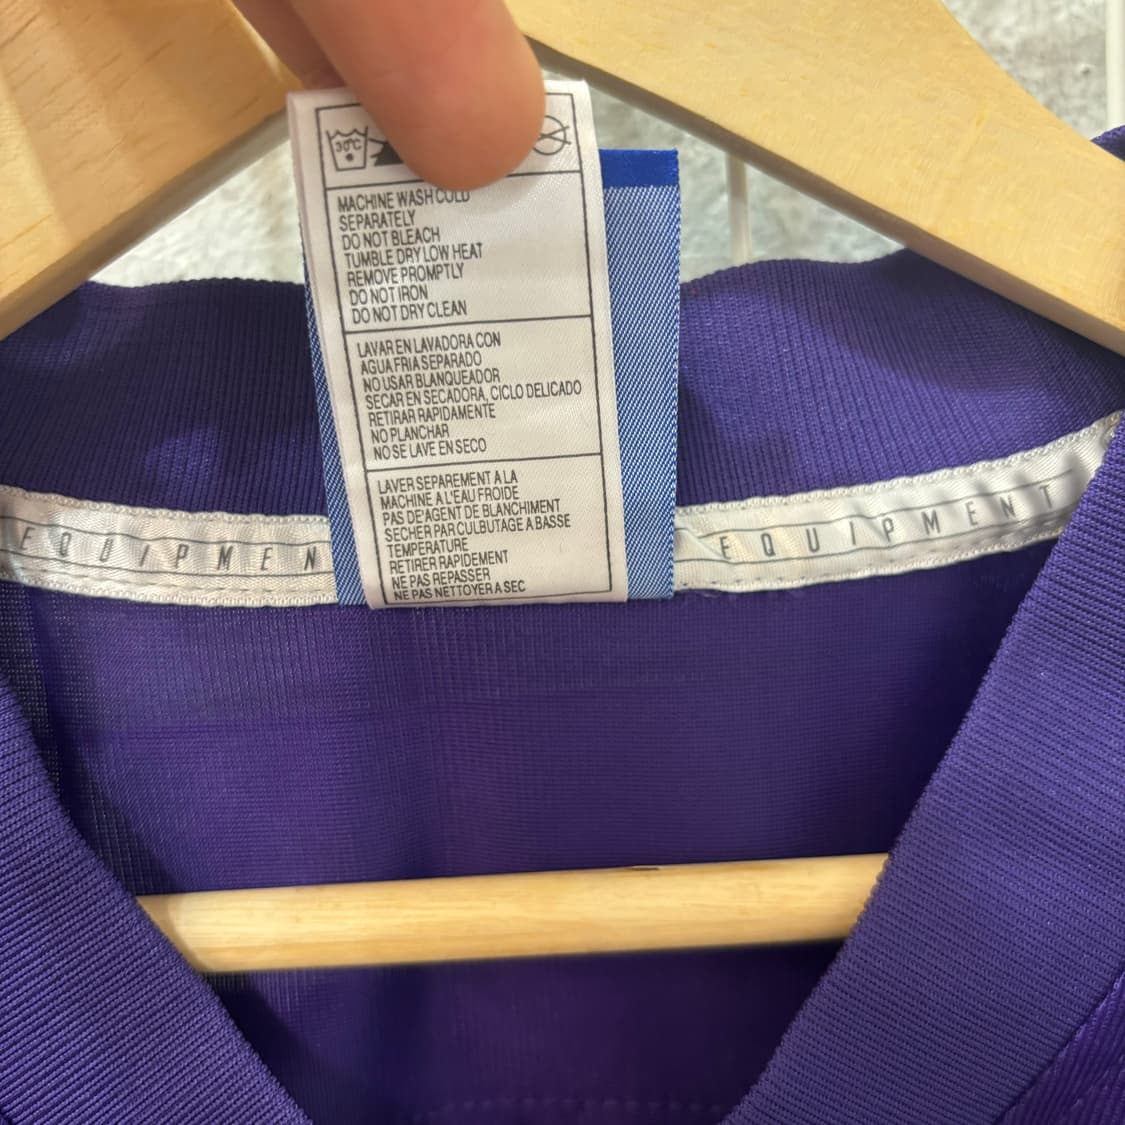 30°C
MACHINE WASH COLD
SEPARATELY
DO NOT BLEACH
TUMBLE DRY LOW HEAT
REMOVE PROMPTLY
DO NOT IRON
DO NOT DRY CLEAN
LAVAR EN LAVADORA CON
AGUA FRIA SEPARADO
NO USAR BLANQUEADOR
SECAR EN SECADORA, CICLO DELICADO
RETIRAR RAPIDAMENTE
NO PLANCHAR
NO SE LAVE EN SECO
LAVER SEPAREMENT A LA
MACHINE A L'EAU FROIDE
PAS DE AGENT DE BLANCHIMENT
SECHER PAR CULBUTAGE A BASSE
TEMPERATURE
RETIRER RAPIDEMENT
NE PAS REPASSER
NE PAS NETTOYER A SEC
EQUIPMEN
EQUIPMENT